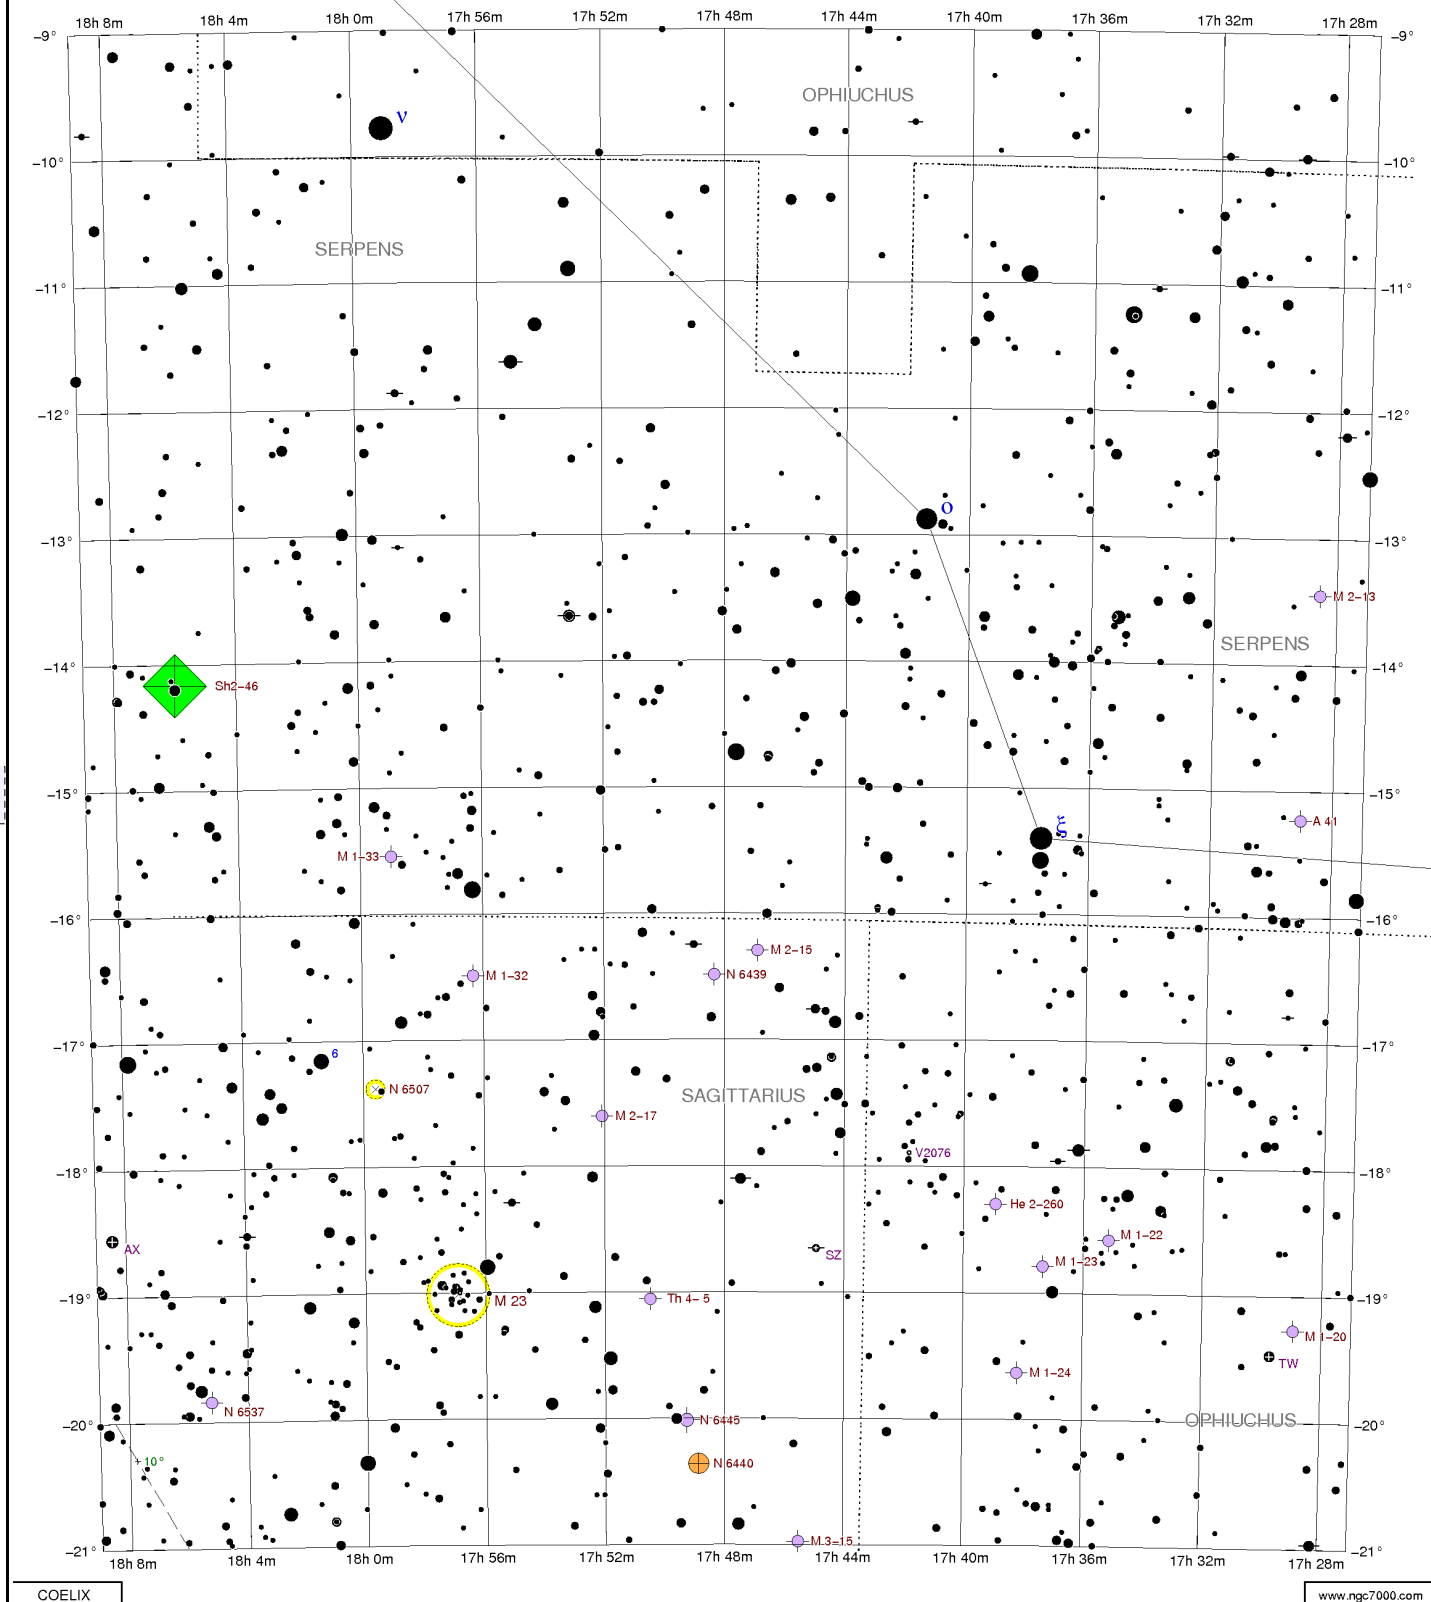 18h 8m 18h 4m 18h 0m 17h 56m 17h 52m 17h 48m 17h 44m 17h 40m 17h 36m 17h 32m 17h 28m
-9° -9°
OPHIUCHUS
ν
-10° -10°
SERPENS
-11° -11°
-12° -12°
ο
-13° -13°
M 2-13
SERPENS
-14° -14°
Sh2-46
-15° -15°
A 41
ξ
M 1-33
-16° -16°
M 2-15
M 1-32 N 6439
-17° -17°
6
N 6507
SAGITTARIUS
M 2-17
V2076
-18° -18°
He 2-260
M 1-22
AX SZ
M 1-23
-19° -19°
M 23 Th 4-5
M 1-20
TW
M 1-24
N 6537
N 6445 OPHIUCHUS
-20° -20°
10° N 6440
M 3-15
-21° -21°
18h 8m 18h 4m 18h 0m 17h 56m 17h 52m 17h 48m 17h 44m 17h 40m 17h 36m 17h 32m 17h 28m
COELIX www.ngc7000.com